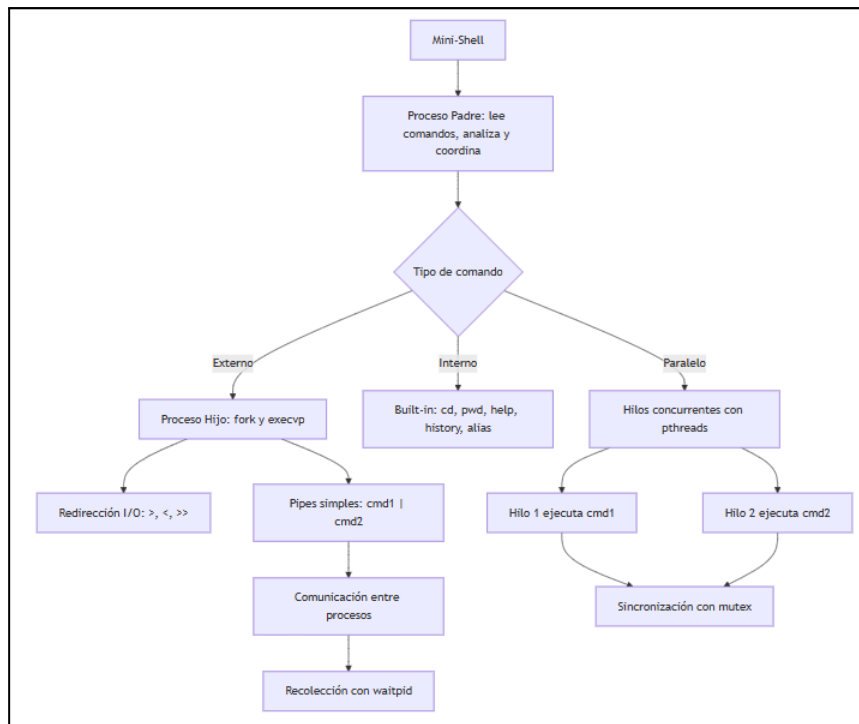 Mini-Shell
Proceso Padre: lee
comandos, analiza y
coordina
Tipo de comando
Externo
Interno
Paralelo
Proceso Hijo: fork y execvp
Built-in: cd, pwd, help,
history, alias
Hilos concurrentes con
pthreads
Redirección I/O: >, <, >>
Pipes simples: cmd1 |
cmd2
Hilo 1 ejecuta cmd1
Hilo 2 ejecuta cmd2
Comunicación entre
procesos
Sincronización con mutex
Recolección con waitpid